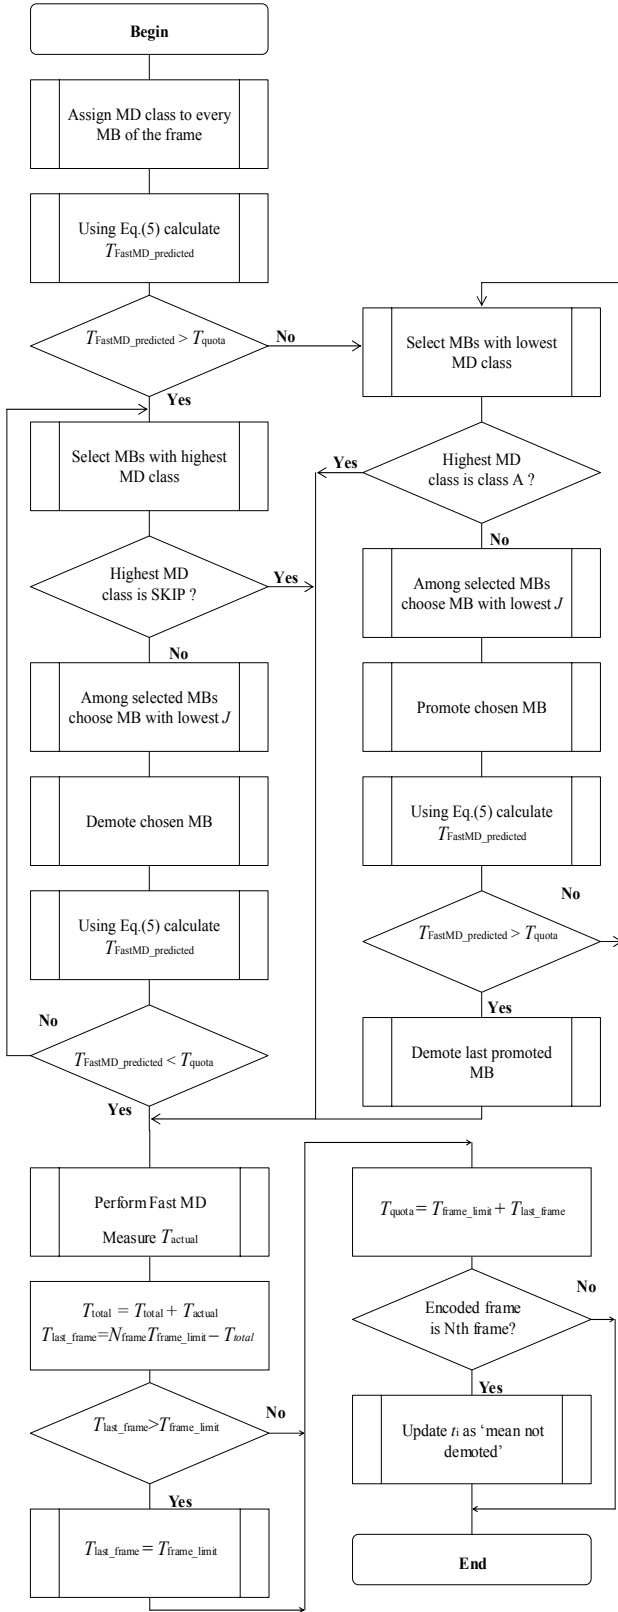 Begin
Assign MD class to every
MB of the frame
Using Eq.(5) calculate
TFastMD_predicted
TFastMD_predicted > Tquota
No
Yes
Select MBs with highest
MD class
Highest MD
class is SKIP ?
Yes
No
Among selected MBs
choose MB with lowest J
Demote chosen MB
Using Eq.(5) calculate
TFastMD_predicted
No
TFastMD_predicted < Tquota
Yes
Select MBs with lowest
MD class
Yes
Highest MD
class is class A ?
No
Among selected MBs
choose MB with lowest J
Promote chosen MB
Using Eq.(5) calculate
TFastMD_predicted
No
TFastMD_predicted > Tquota
Yes
Demote last promoted
MB
Perform Fast MD
Measure Tactual
Ttotal = Ttotal + Tactual
Tlast_frame=NframeTframe_limit− Ttotal
Tlast_frame>Tframe_limit
No
Yes
Tlast_frame = Tframe_limit
Tquota = Tframe_limit + Tlast_frame
Encoded frame
is Nth frame?
No
Yes
Update ti as ‘mean not
demoted’
End